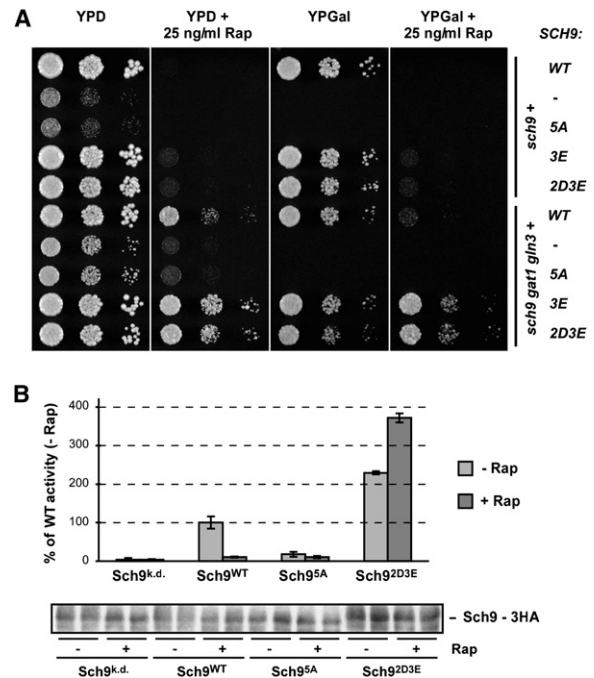 A
YPD
YPD + 25 ng/ml Rap
YPGal
YPGal + 25 ng/ml Rap
SCH9:
sch9 +
WT
-
5A
3E
2D3E
sch9 gat1 gln3 +
WT
-
5A
3E
2D3E
B
% of WT activity (- Rap)
400
300
200
100
0
Sch9k.d.
Sch9WT
Sch95A
Sch92D3E
- Rap
+ Rap
– Sch9 - 3HA
- + - + - + - + Rap
Sch9k.d. Sch9WT Sch95A Sch92D3E